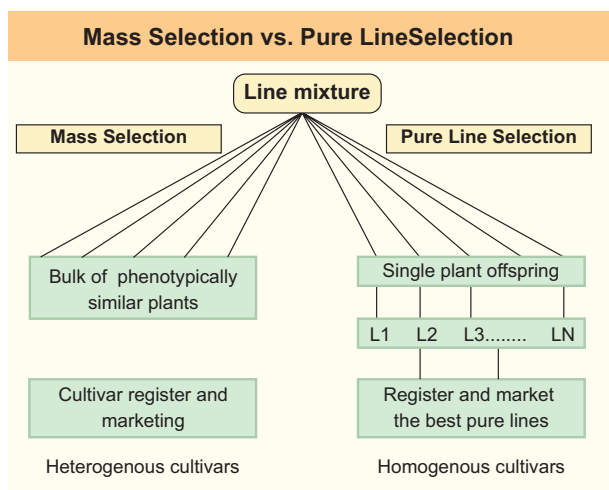 Mass Selection vs. Pure LineSelection
Line mixture
Mass Selection
Pure Line Selection
Bulk of phenotypically
similar plants
Single plant offspring
L1 L2 L3........ LN
Cultivar register and
marketing
Register and market
the best pure lines
Heterogenous cultivars
Homogenous cultivars